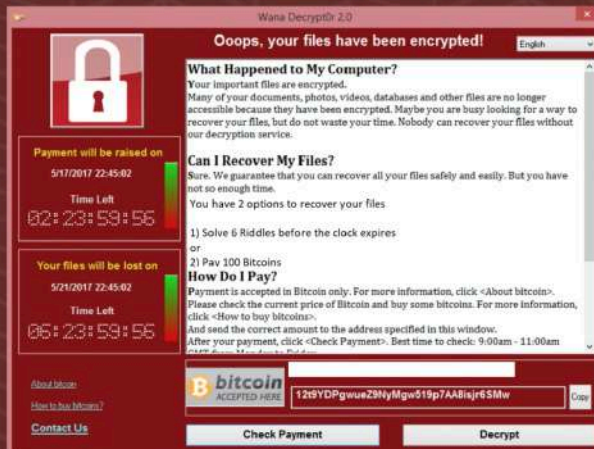 Wana Decrypt0r 2.0
Ooops, your files have been encrypted!
English
Payment will be raised on
5/17/2017 22:45:02
Time Left
02:23:59:56
Your files will be lost on
5/21/2017 22:45:02
Time Left
06:23:59:56
About bitcoin
How to buy bitcoins?
Contact Us
What Happened to My Computer?
Your important files are encrypted.
Many of your documents, photos, videos, databases and other files are no longer
accessible because they have been encrypted. Maybe you are busy looking for a way to
recover your files, but do not waste your time. Nobody can recover your files without
our decryption service.
Can I Recover My Files?
Sure. We guarantee that you can recover all your files safely and easily. But you have
not so enough time.
You have 2 options to recover your files
1) Solve 6 Riddles before the clock expires
or
2) Pay 100 Bitcoins
How Do I Pay?
Payment is accepted in Bitcoin only. For more information, click <About bitcoin>.
Please check the current price of Bitcoin and buy some bitcoins. For more information,
click <How to buy bitcoins>.
And send the correct amount to the address specified in this window.
After your payment, click <Check Payment>. Best time to check: 9:00am - 11:00am
GMT from Monday to Friday.
bitcoin
ACCEPTED HERE
12t9YDPgwueZ9NyMgw519p7AA8isjr6SMw
Copy
Check Payment
Decrypt